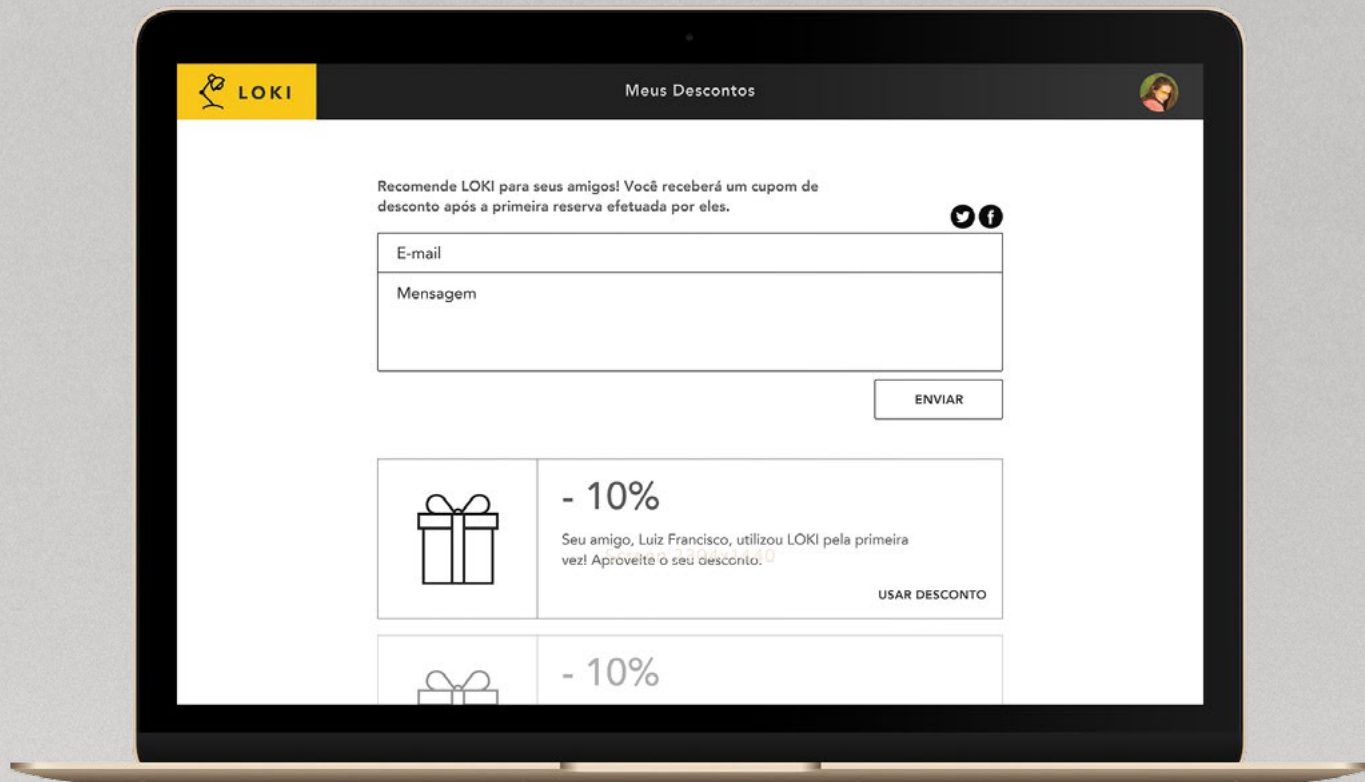 LOKI
Meus Descontos
Recomende LOKI para seus amigos! Você receberá um cupom de
desconto após a primeira reserva efetuada por eles.
E-mail
Mensagem
ENVIAR
- 10%
Seu amigo, Luiz Francisco, utilizou LOKI pela primeira
vez! Aproveite o seu desconto.
Screen 2304x1440
USAR DESCONTO
- 10%